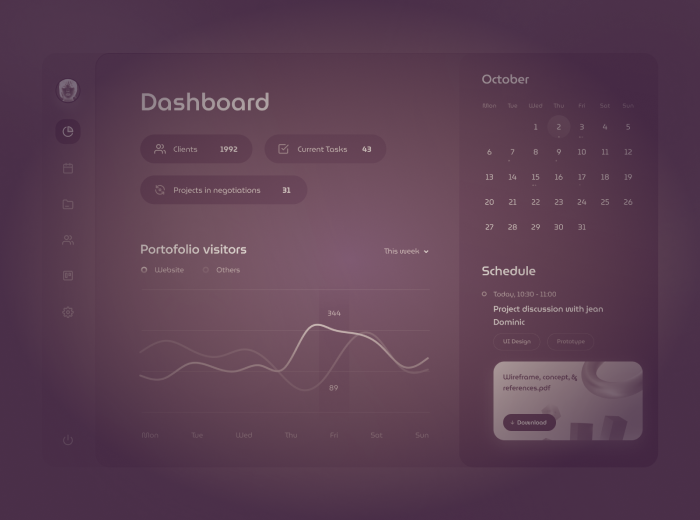 Dashboard
Clients 1992
Current Tasks 43
Projects in negotiations 31
Portofolio visitors
This week
Website Others
344
89
Mon Tue Wed Thu Fri Sat Sun
October
Mon Tue Wed Thu Fri Sat Sun
1 2 3 4 5
6 7 8 9 10 11 12
13 14 15 16 17 18 19
20 21 22 23 24 25 26
27 28 29 30 31
Schedule
Today, 10:30 - 11:00
Project discussion with jean
Dominic
UI Design Prototype
Wireframe, concept, &
references.pdf
Download